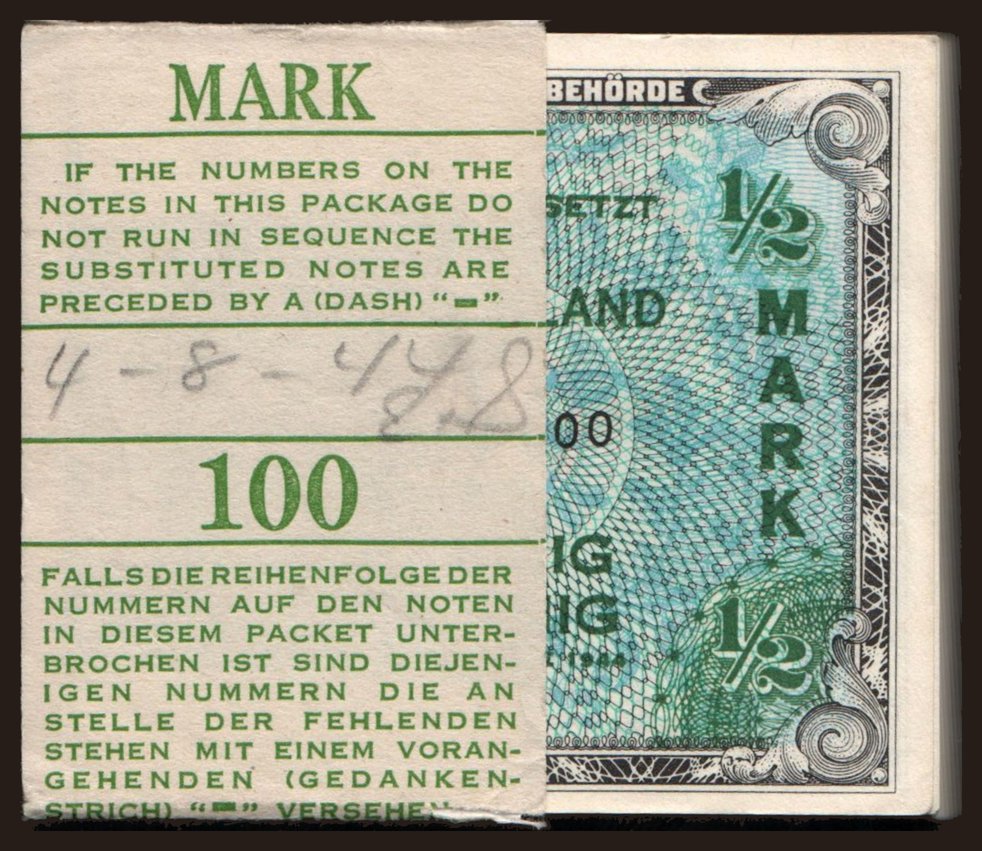 MARK
IF THE NUMBERS ON THE
NOTES IN THIS PACKAGE DO
NOT RUN IN SEQUENCE THE
SUBSTITUTED NOTES ARE
PRECEDED BY A (DASH) “-”
4-8-44
100
FALLS DIE REIHENFOLGE DER
NUMMERN AUF DEN NOTEN
IN DIESEM PACKET UNTER-
BROCHEN IST SIND DIEJEN-
IGEN NUMMERN DIE AN
STELLE DER FEHLENDEN
STEHEN MIT EINEM VORAN-
GEHENDEN (GEDANKEN-
STRICH) “-” VERSEHEN
BEHÖRDE
SETZT
1/2
MARK
LAND
00
IG
IG
1944
1/2